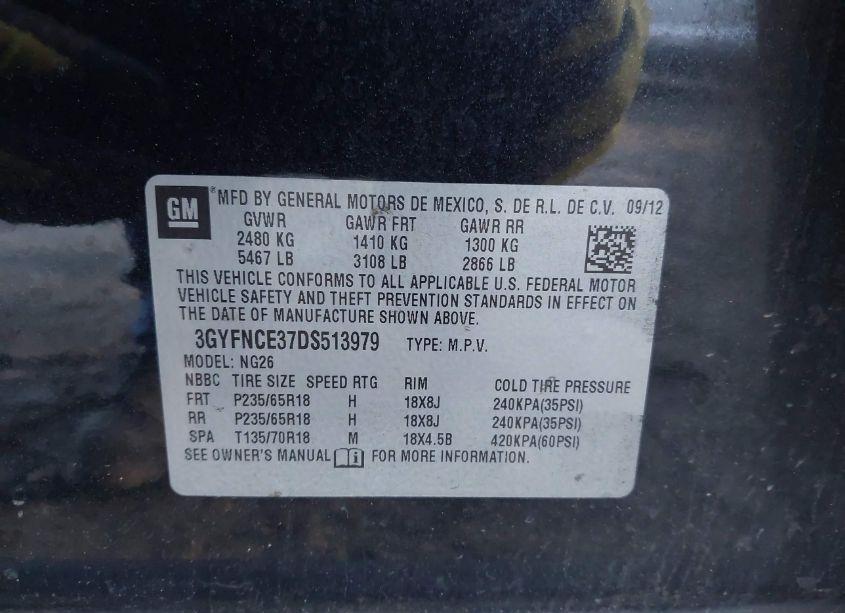 GM ®MFD BY GENERAL MOTORS DE MEXICO, S. DE R.L. DE C.V. 09/12
GVWR GAWR FRT GAWR RR
2480 KG 1410 KG 1300 KG
5467 LB 3108 LB 2866 LB
THIS VEHICLE CONFORMS TO ALL APPLICABLE U.S. FEDERAL MOTOR
VEHICLE SAFETY AND THEFT PREVENTION STANDARDS IN EFFECT ON
THE DATE OF MANUFACTURE SHOWN ABOVE.
3GYFNCE37DS513979 TYPE: M.P.V.
MODEL: NG26
NBBC TIRE SIZE SPEED RTG RIM COLD TIRE PRESSURE
FRT P235/65R18 H 18X8J 240KPA(35PSI)
RR P235/65R18 H 18X8J 240KPA(35PSI)
SPA T135/70R18 M 18X4.5B 420KPA(60PSI)
SEE OWNER'S MANUAL FOR MORE INFORMATION.